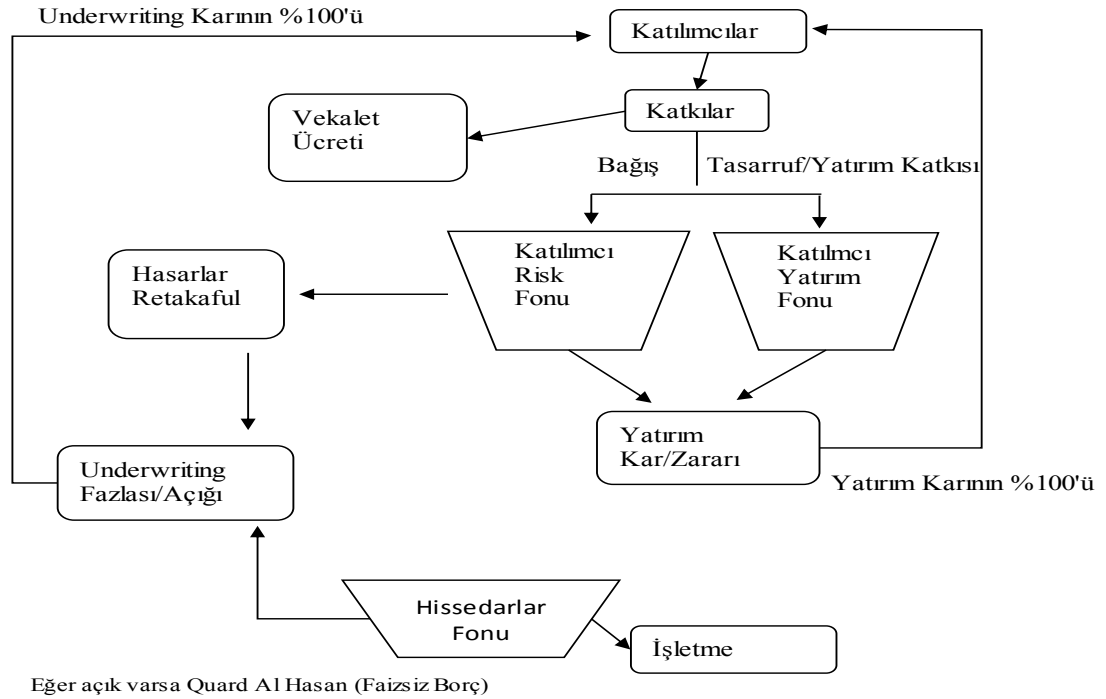 Underwriting Karının %100'ü
Katılımcılar
Katkılar
Vekalet
Ücreti
Bağış
Tasarruf/Yatırım Katkısı
Katılımcı
Risk
Fonu
Katılmcı
Yatırım
Fonu
Hasarlar
Retakaful
Yatırım
Kar/Zararı
Underwriting
Fazlası/Açığı
Yatırım Karının %100'ü
Hissedarlar
Fonu
İşletme
Eğer açık varsa Quard Al Hasan (Faizsiz Borç)